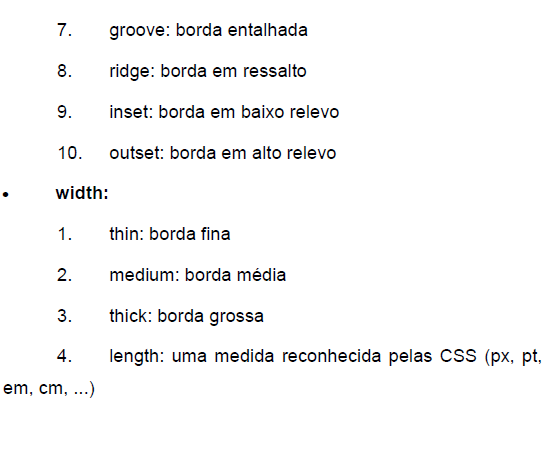 7. groove: borda entalhada
8. ridge: borda em ressalto
9. inset: borda em baixo relevo
10. outset: borda em alto relevo
• width:
1. thin: borda fina
2. medium: borda média
3. thick: borda grossa
4. length: uma medida reconhecida pelas CSS (px, pt,
em, cm, ...)